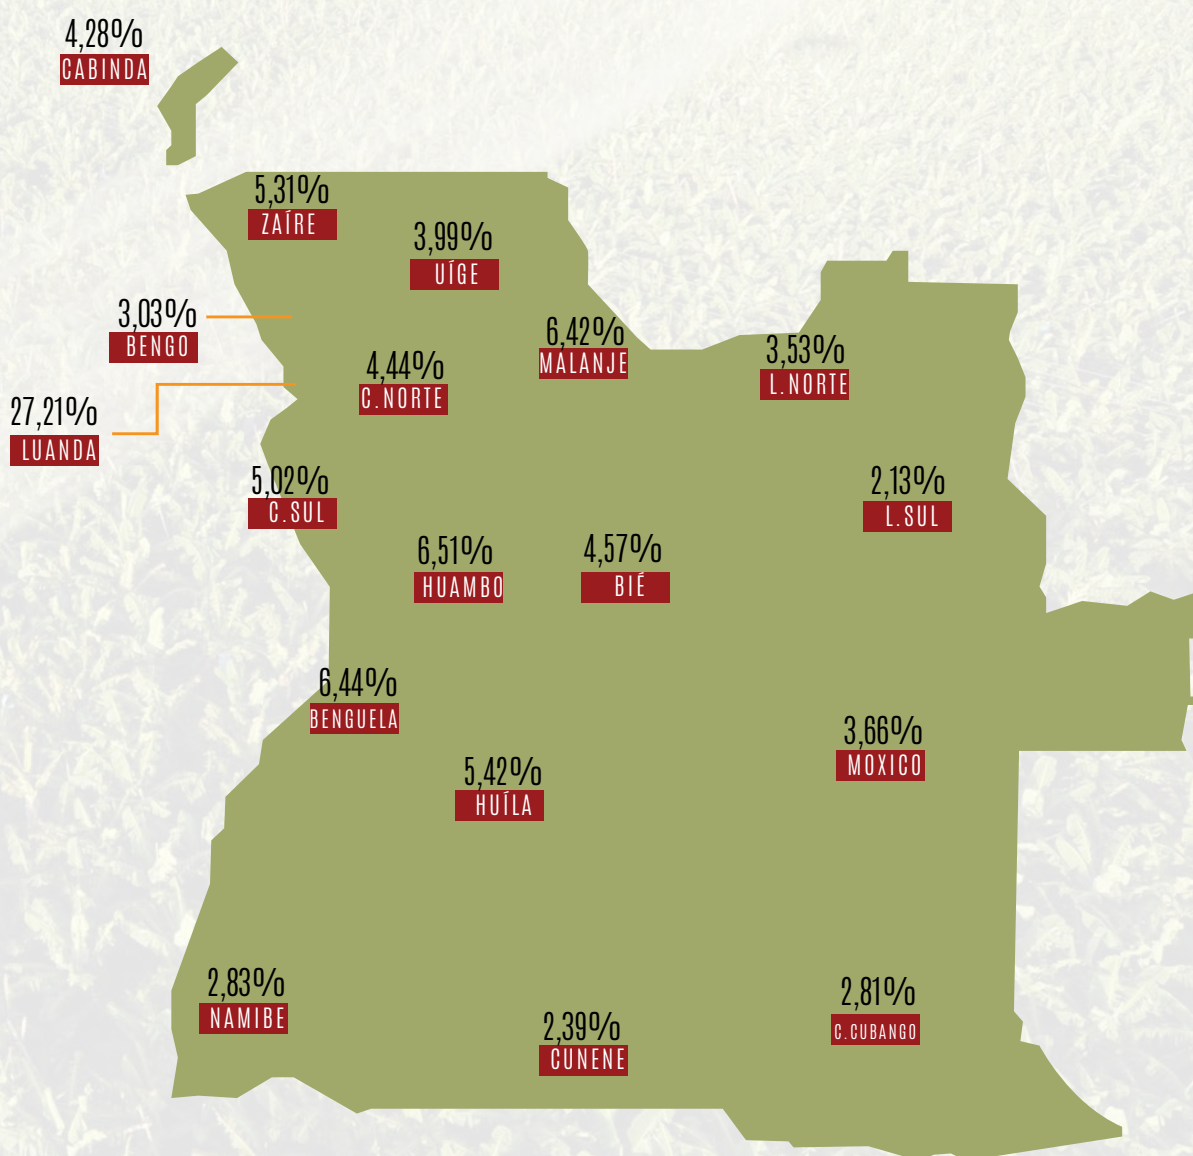 4,28%
CABINDA
5,31%
ZAÍRE
3,99%
UÍGE
3,03%
BENGO
6,42%
MALANJE
3,53%
L.NORTE
4,44%
C.NORTE
27,21%
LUANDA
5,02%
C.SUL
2,13%
L.SUL
6,51%
HUAMBO
4,57%
BIÉ
6,44%
BENGUELA
3,66%
MOXICO
5,42%
HUÍLA
2,83%
NAMIBE
2,81%
C.CUBANGO
2,39%
CUNENE